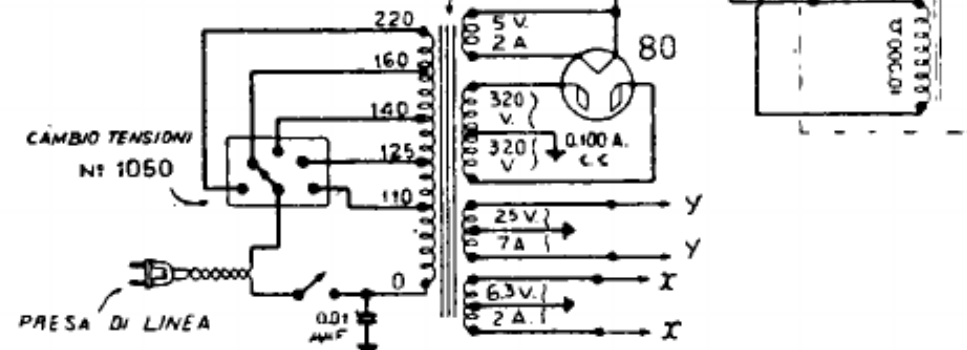 220
160
140
125
110
0
CAMBIO TENSIONI
Nº 1050
PRESA DI LINEA
0.01
µµF
5 V.
2 A
80
320
V.
320
V
0.100 A.
C.C
25 V.
7 A
Y
Y
6.3 V.
2 A.
X
X
10.000 Ω